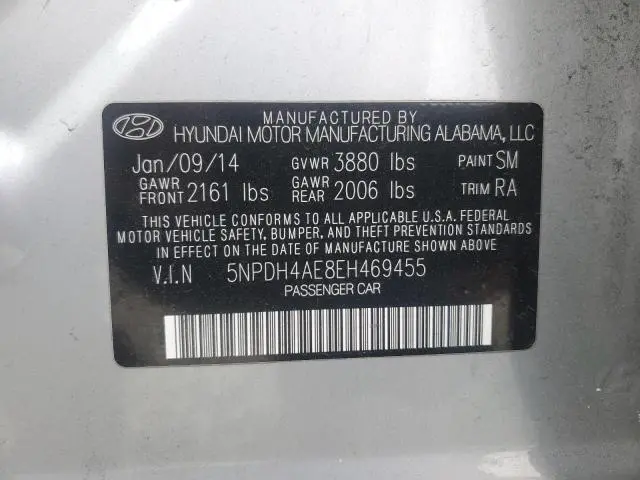 MANUFACTURED BY
HYUNDAI MOTOR MANUFACTURING ALABAMA, LLC
Jan/09/14 GVWR 3880 lbs PAINT SM
GAWR FRONT 2161 lbs GAWR REAR 2006 lbs TRIM RA
THIS VEHICLE CONFORMS TO ALL APPLICABLE U.S.A. FEDERAL
MOTOR VEHICLE SAFETY, BUMPER, AND THEFT PREVENTION STANDARDS
IN EFFECT ON THE DATE OF MANUFACTURE SHOWN ABOVE
V.I.N 5NPDH4AE8EH469455
PASSENGER CAR